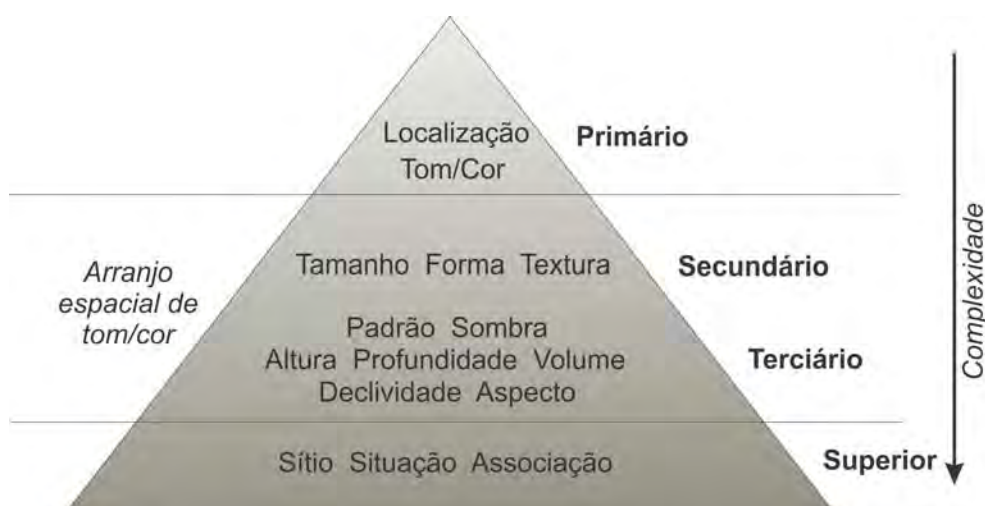 Localização
Tom/Cor
Primário
Arranjo
espacial de
tom/cor
Tamanho Forma Textura
Secundário
Padrão Sombra
Altura Profundidade Volume
Declividade Aspecto
Terciário
Sítio Situação Associação
Superior
Complexidade